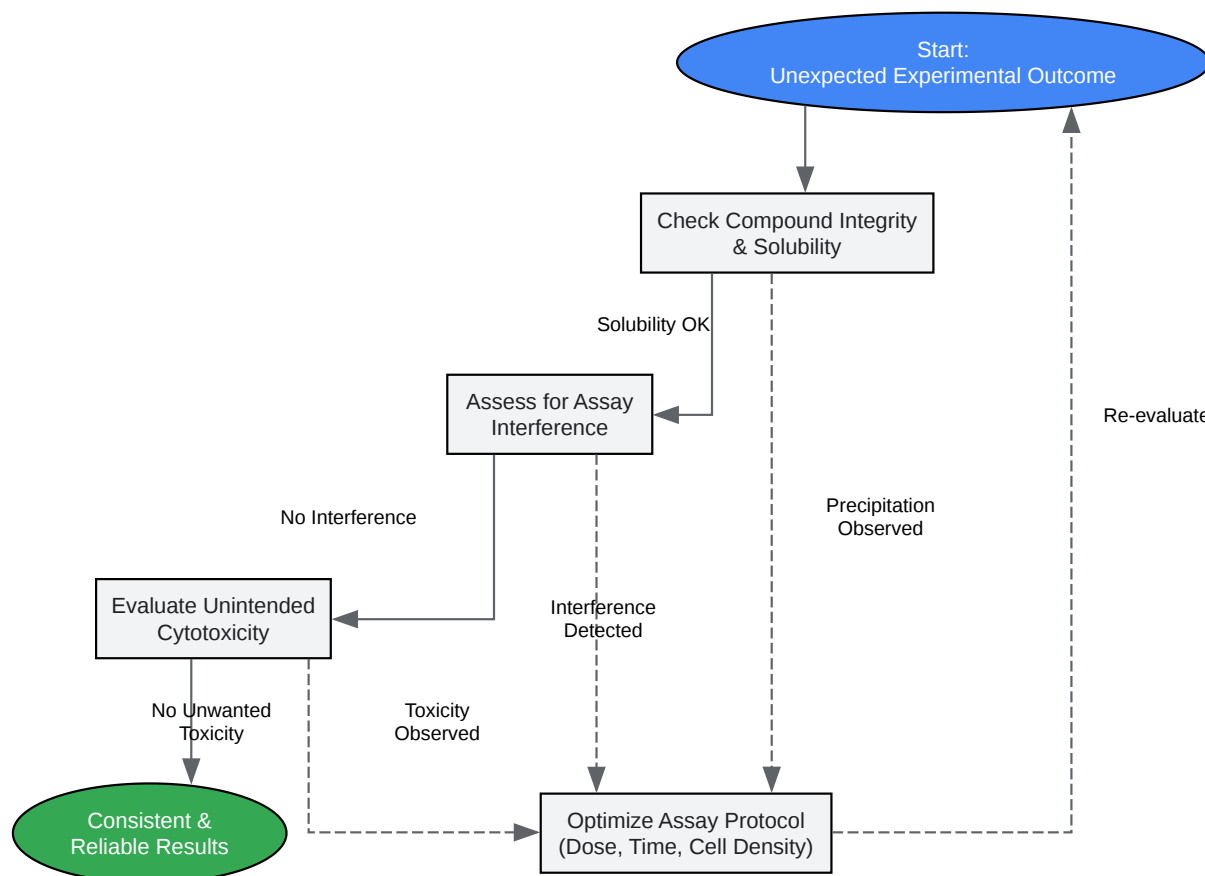 Start:
Unexpected Experimental Outcome
Check Compound Integrity
& Solubility
Solubility OK
Assess for Assay
Interference
Re-evaluate
Precipitation
Observed
No Interference
Evaluate Unintended
Cytotoxicity
Interference
Detected
No Unwanted
Toxicity
Toxicity
Observed
Consistent &
Reliable Results
Optimize Assay Protocol
(Dose, Time, Cell Density)